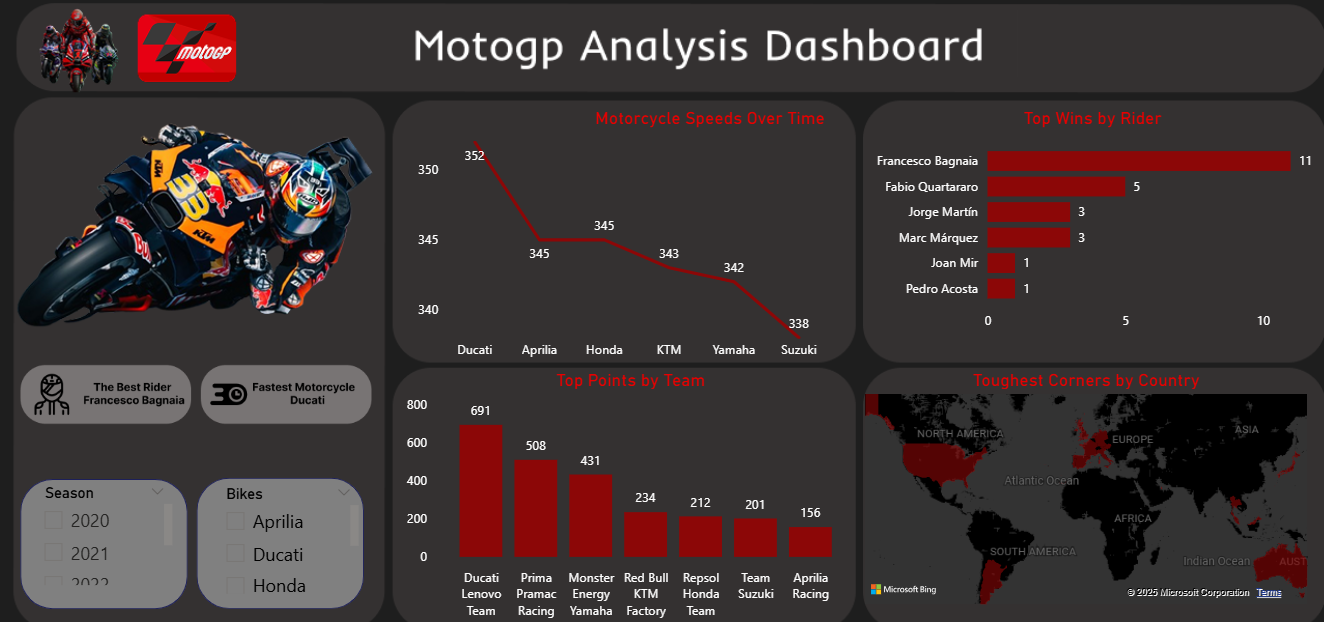 motogp
Motogp Analysis Dashboard
33
KTM
Red Bull
KTM
The Best Rider
Francesco Bagnaia
Fastest Motorcycle
Ducati
Season
2020
2021
2022
Bikes
Aprilia
Ducati
Honda
Motorcycle Speeds Over Time
350
345
340
352
345
345
343
342
338
Ducati
Aprilia
Honda
KTM
Yamaha
Suzuki
Top Wins by Rider
Francesco Bagnaia
11
Fabio Quartararo
5
Jorge Martín
3
Marc Márquez
3
Joan Mir
1
Pedro Acosta
1
0
5
10
Top Points by Team
800
600
400
200
0
691
508
431
234
212
201
156
Ducati
Lenovo
Team
Prima
Pramac
Racing
Monster
Energy
Yamaha
Red Bull
KTM
Factory
Repsol
Honda
Team
Team
Suzuki
Aprilia
Racing
Toughest Corners by Country
NORTH AMERICA
EUROPE
ASIA
Atlantic Ocean
AFRICA
SOUTH AMERICA
Indian Ocean
AUST
Microsoft Bing
© 2025 Microsoft Corporation Terms